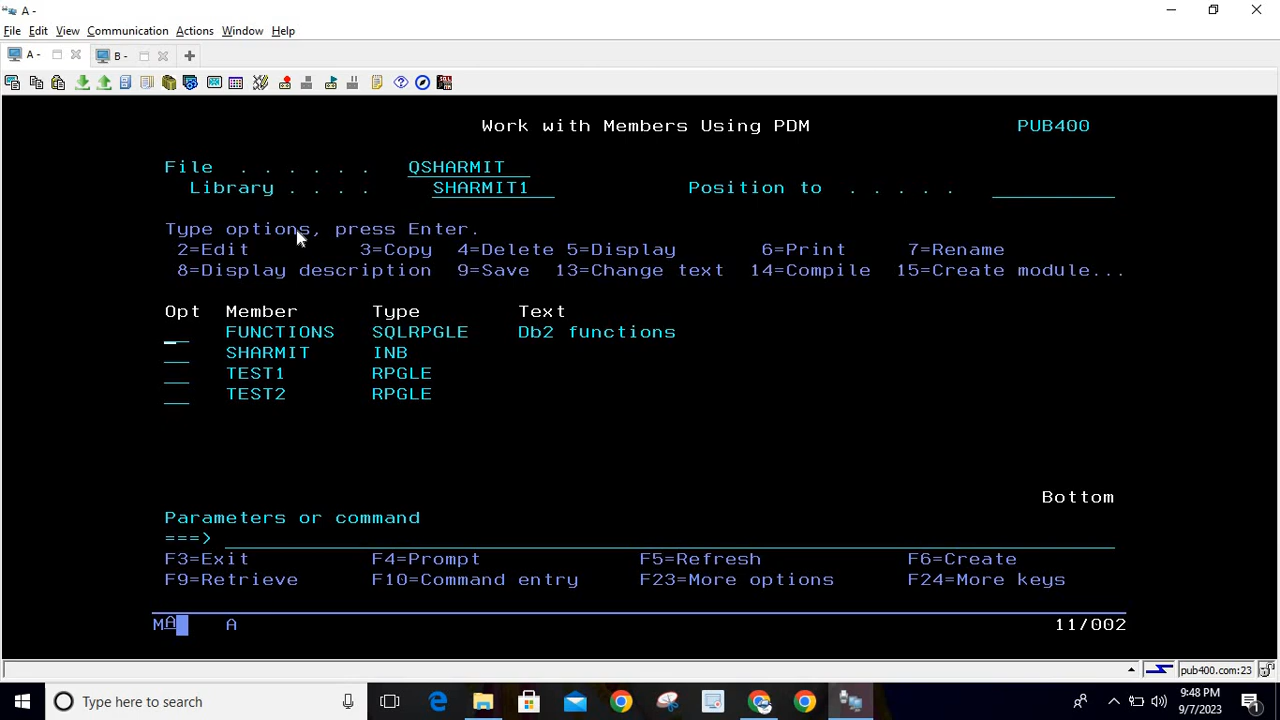 A -
File Edit View Communication Actions Window Help
A - B -
Work with Members Using PDM PUB400
File . . . . . . QSHARMIT
Library . . . . SHARMIT1 Position to . . . . .
Type options, press Enter.
2=Edit 3=Copy 4=Delete 5=Display 6=Print 7=Rename
8=Display description 9=Save 13=Change text 14=Compile 15=Create module...
Opt Member Type Text
FUNCTIONS SQLRPGLE Db2 functions
SHARMIT INB
TEST1 RPGLE
TEST2 RPGLE
Bottom
Parameters or command
===>
F3=Exit F4=Prompt F5=Refresh F6=Create
F9=Retrieve F10=Command entry F23=More options F24=More keys
MA A 11/002
pub400.com:23
Type here to search
9:48 PM
9/7/2023
1